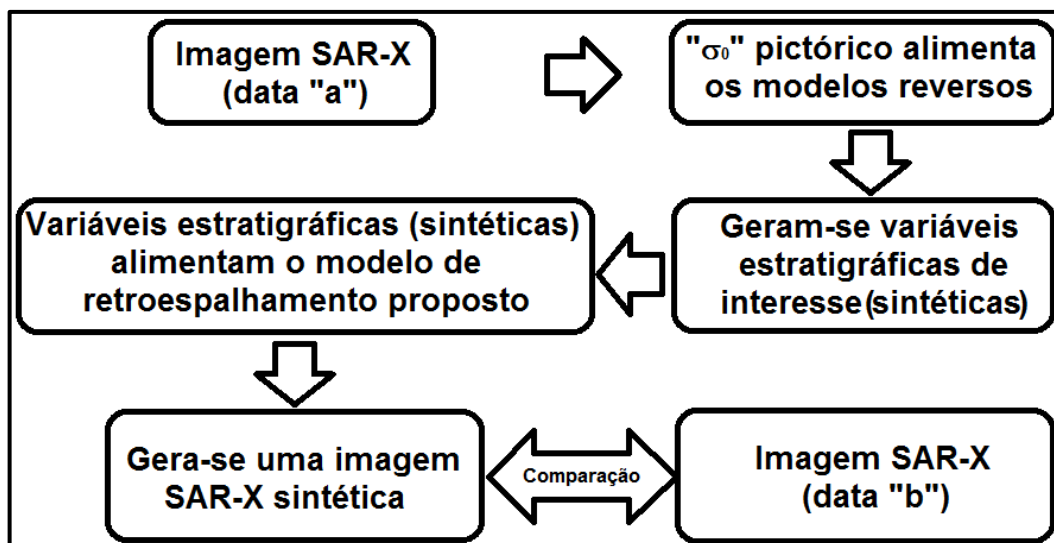 Imagem SAR-X
(data "a")
"σ₀" pictórico alimenta
os modelos reversos
Geram-se variáveis
estratigráficas de
interesse(sintéticas)
Variáveis estratigráficas (sintéticas)
alimentam o modelo de
retroespalhamento proposto
Gera-se uma imagem
SAR-X sintética
Comparação
Imagem SAR-X
(data "b")